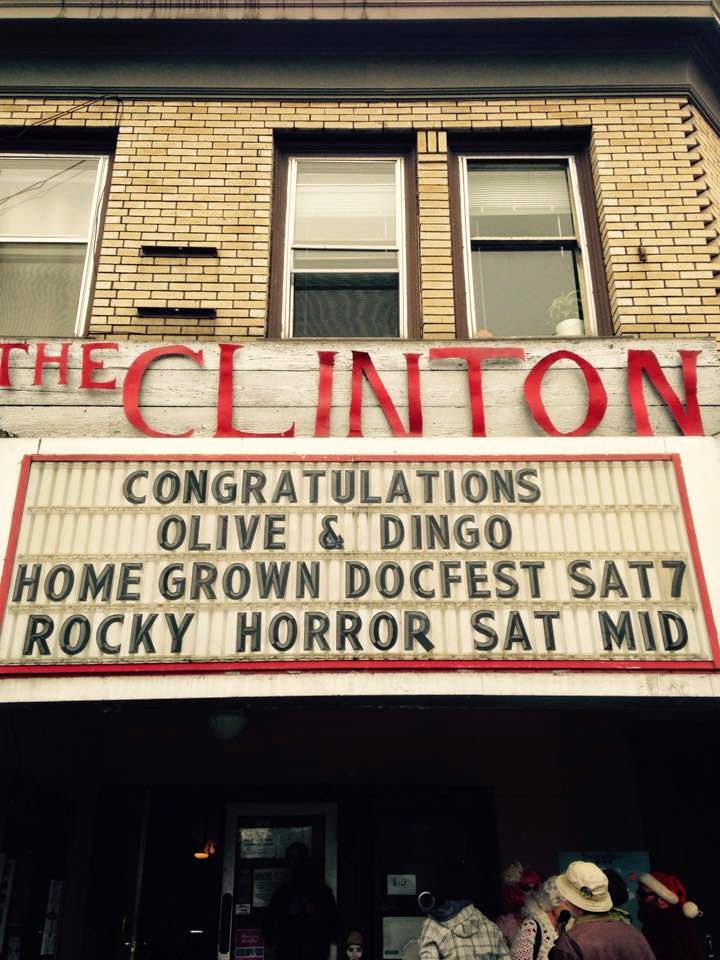 THE CLINTON
CONGRATULATIONS
OLIVE & DINGO
HOME GROWN DOCFEST SAT 7
ROCKY HORROR SAT MID